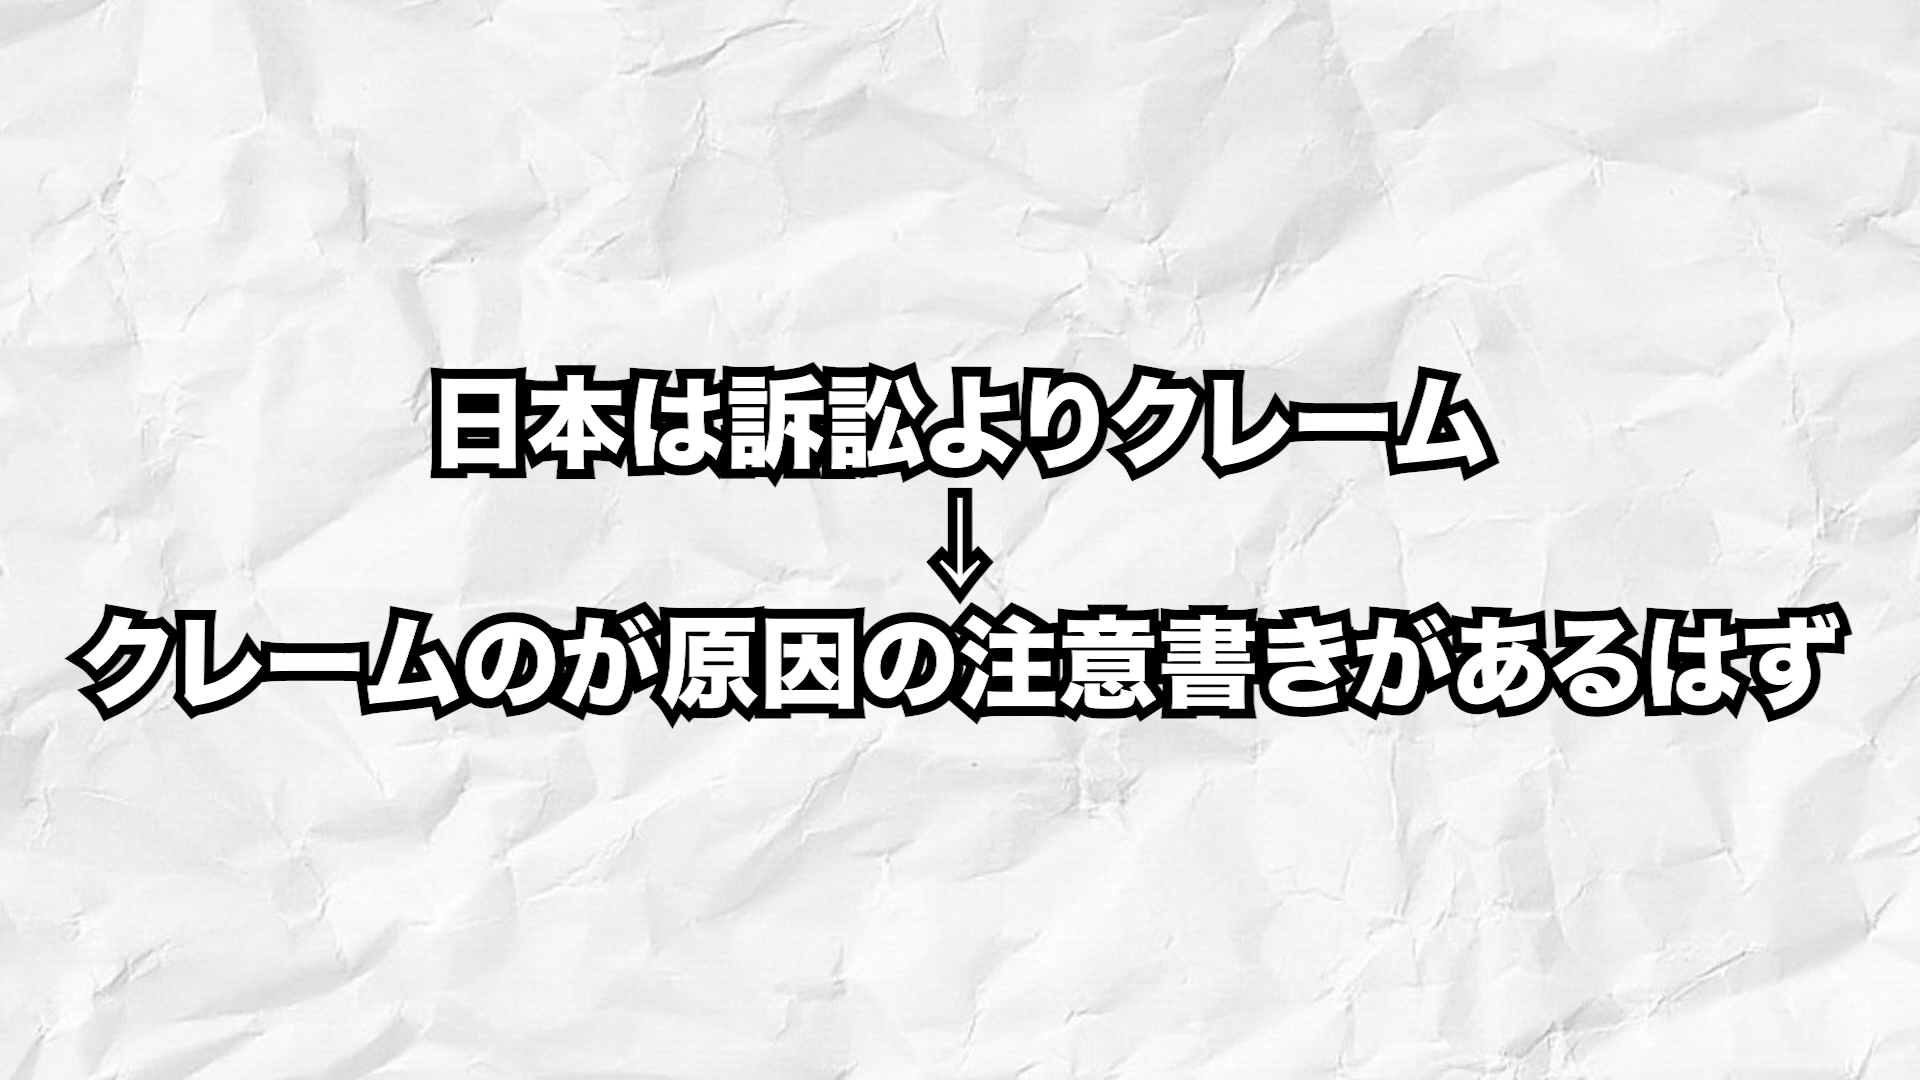 日本は訴訟よりクレーム
↓
クレームのが原因の注意書きがあるはず